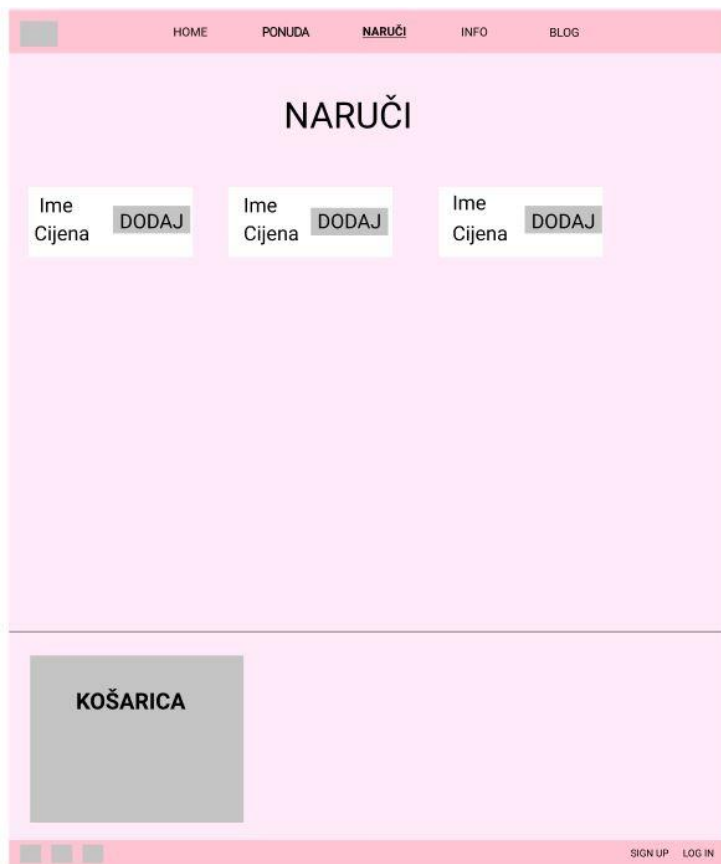 HOME PONUDA NARUČI INFO BLOG
NARUČI
Ime
Cijena
DODAJ
Ime
Cijena
DODAJ
Ime
Cijena
DODAJ
KOŠARICA
SIGN UP LOG IN